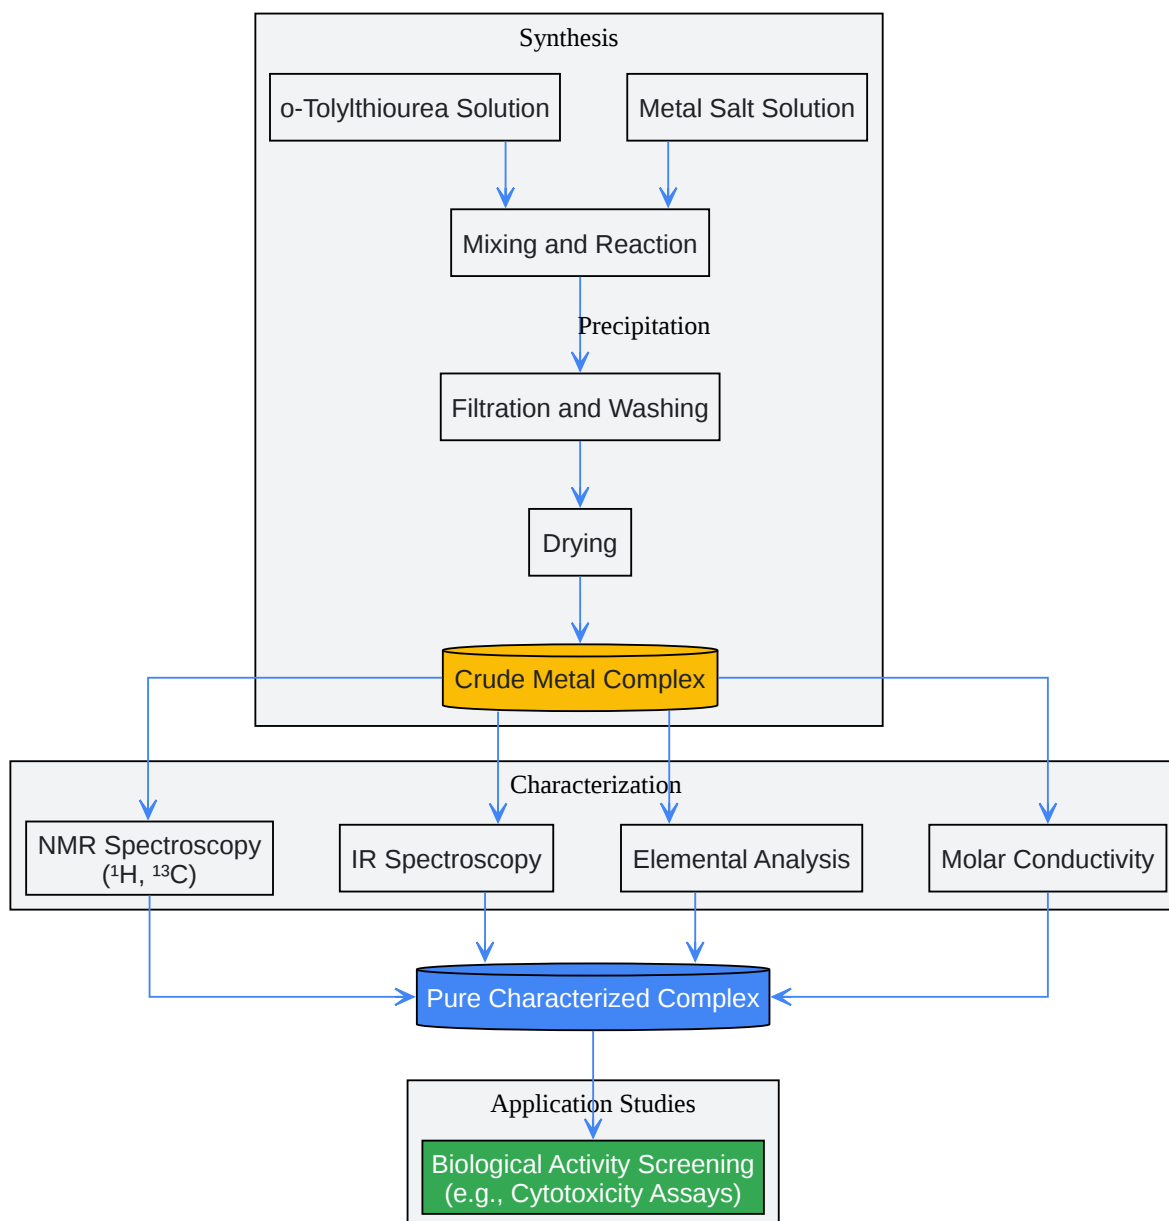 Synthesis
o-Tolylthiourea Solution
Metal Salt Solution
Mixing and Reaction
Precipitation
Filtration and Washing
Drying
Crude Metal Complex
Characterization
NMR Spectroscopy
(¹H, ¹³C)
IR Spectroscopy
Elemental Analysis
Molar Conductivity
Pure Characterized Complex
Application Studies
Biological Activity Screening
(e.g., Cytotoxicity Assays)